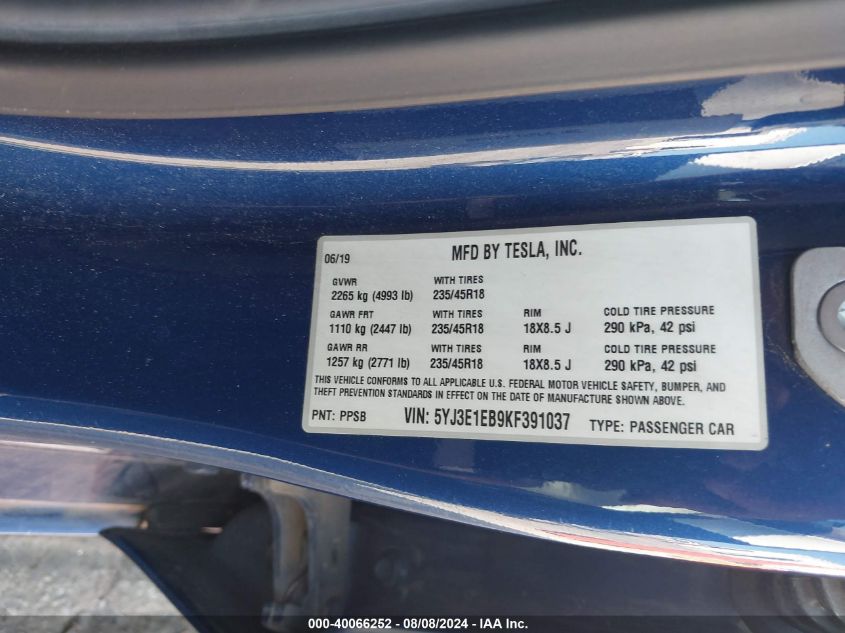 06/19 MFD BY TESLA, INC.
GVWR WITH TIRES
2265 kg (4993 lb) 235/45R18
GAWR FRT WITH TIRES RIM COLD TIRE PRESSURE
1110 kg (2447 lb) 235/45R18 18X8.5 J 290 kPa, 42 psi
GAWR RR WITH TIRES RIM COLD TIRE PRESSURE
1257 kg (2771 lb) 235/45R18 18X8.5 J 290 kPa, 42 psi
THIS VEHICLE CONFORMS TO ALL APPLICABLE U.S. FEDERAL MOTOR VEHICLE SAFETY, BUMPER, AND
THEFT PREVENTION STANDARDS IN EFFECT ON THE DATE OF MANUFACTURE SHOWN ABOVE.
PNT: PPSB VIN: 5YJ3E1EB9KF391037 TYPE: PASSENGER CAR
000-40066252 - 08/08/2024 - IAA Inc.